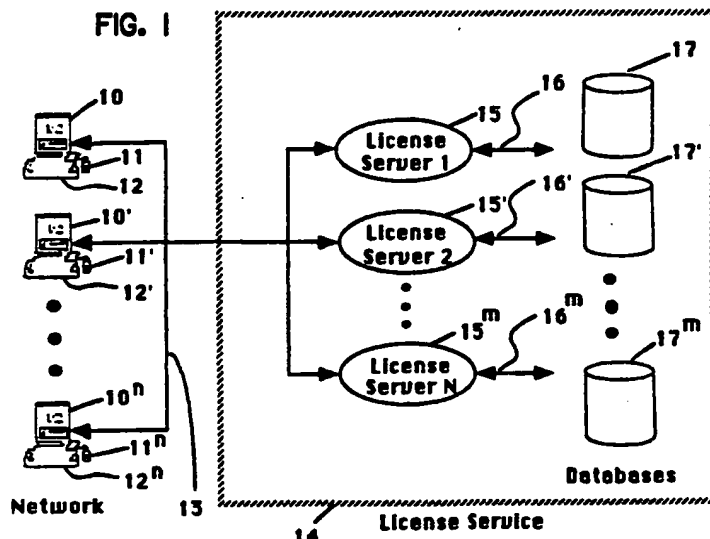 FIG. 1
10
11
12
10'
11'
12'
10ⁿ
11ⁿ
12ⁿ
Network
13
15
License
Server 1
16
17
15'
License
Server 2
16'
17'
15ᵐ
License
Server N
16ᵐ
17ᵐ
Databases
14
License Service